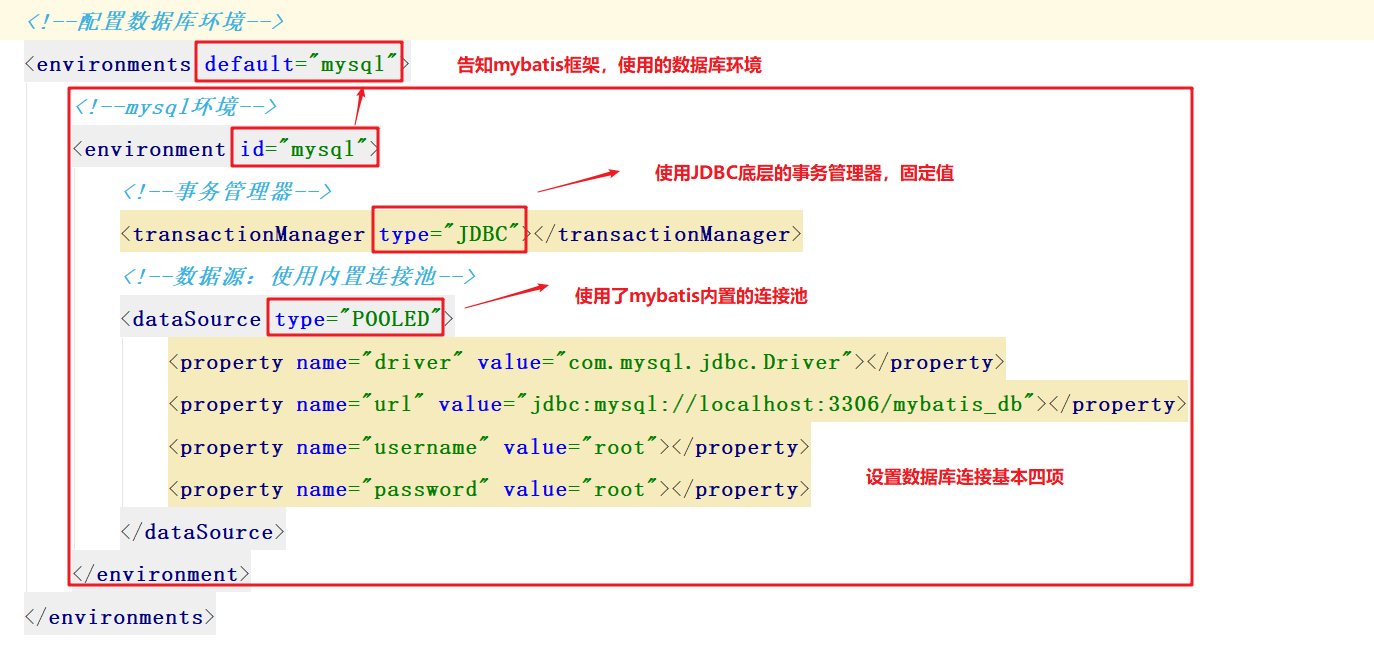 <!--配置数据库环境-->
<environments default="mysql"> 告知mybatis框架，使用的数据库环境
<!--mysql环境-->
<environment id="mysql">
使用JDBC底层的事务管理器，固定值
<!--事务管理器-->
<transactionManager type="JDBC"></transactionManager>
<!--数据源：使用内置连接池-->
使用了mybatis内置的连接池
<dataSource type="POOLED">
<property name="driver" value="com.mysql.jdbc.Driver"></property>
<property name="url" value="jdbc:mysql://localhost:3306/mybatis_db"></property>
<property name="username" value="root"></property>
设置数据库连接基本四项
<property name="password" value="root"></property>
</dataSource>
</environment>
</environments>